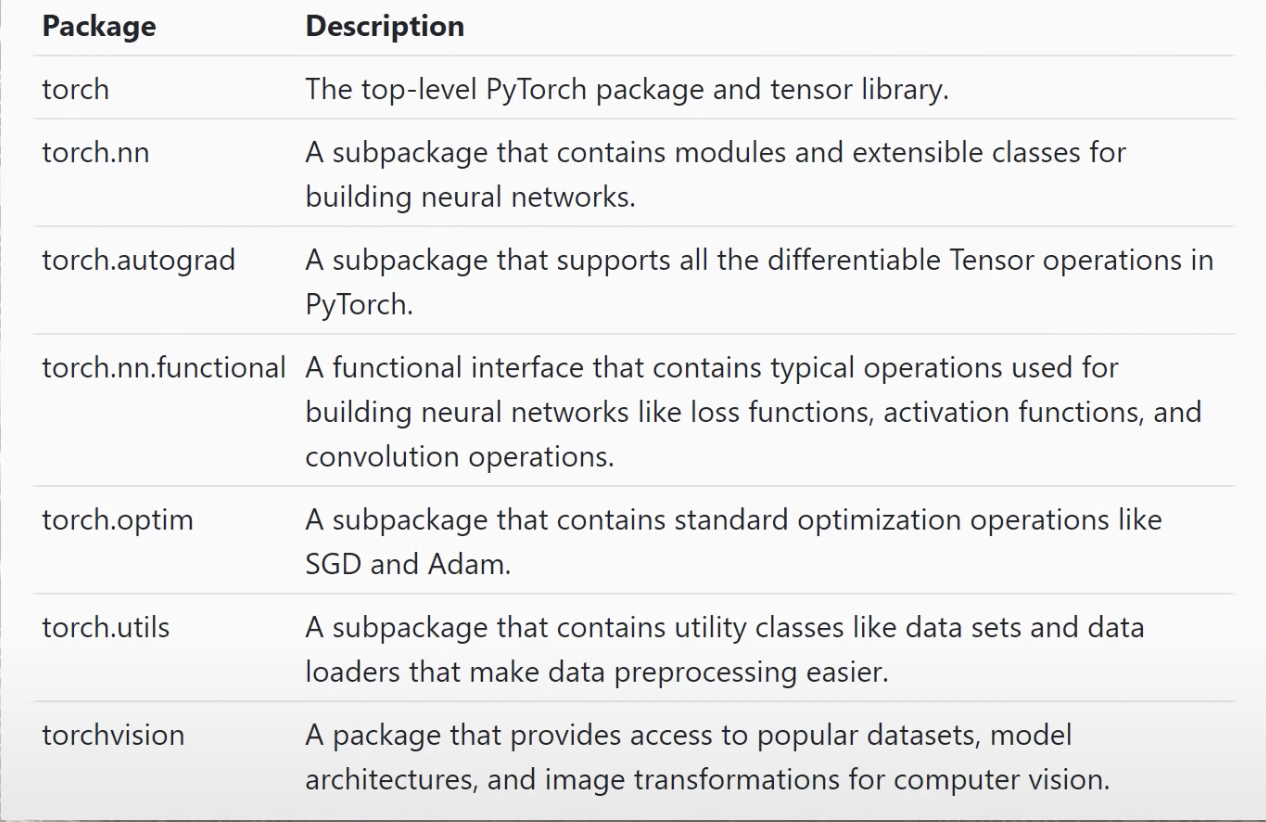 Package Description
torch The top-level PyTorch package and tensor library.
torch.nn A subpackage that contains modules and extensible classes for
building neural networks.
torch.autograd A subpackage that supports all the differentiable Tensor operations in
PyTorch.
torch.nn.functional A functional interface that contains typical operations used for
building neural networks like loss functions, activation functions, and
convolution operations.
torch.optim A subpackage that contains standard optimization operations like
SGD and Adam.
torch.utils A subpackage that contains utility classes like data sets and data
loaders that make data preprocessing easier.
torchvision A package that provides access to popular datasets, model
architectures, and image transformations for computer vision.